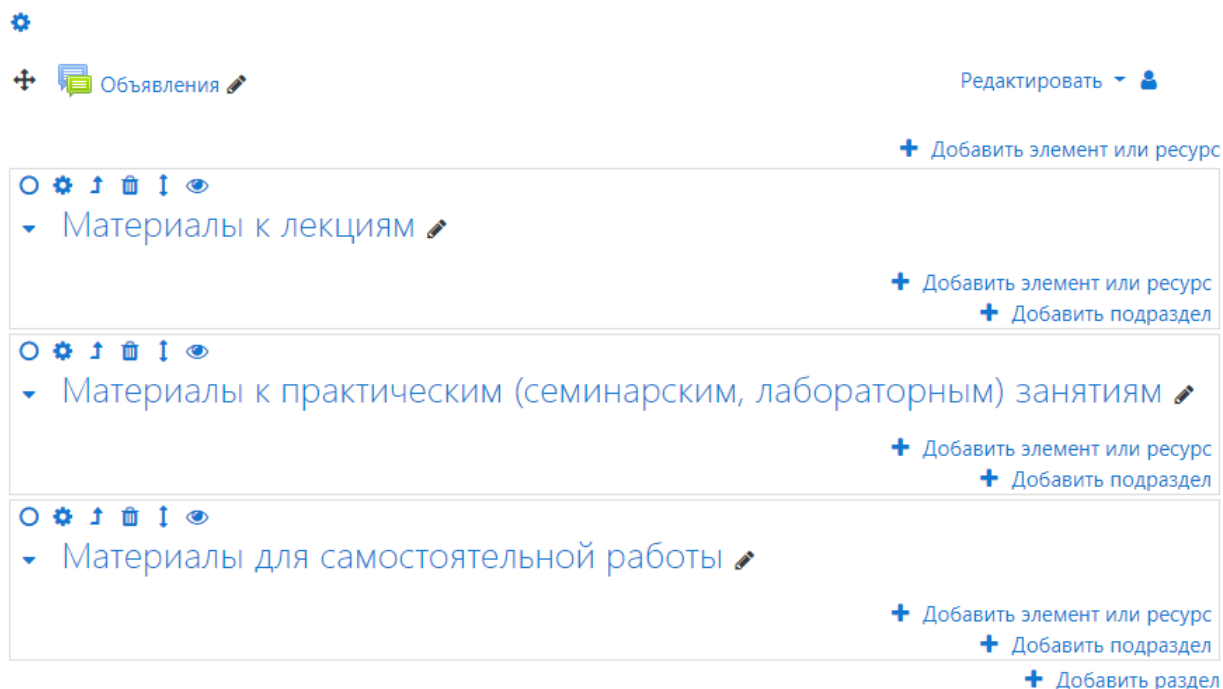 Объявления
Редактировать
Добавить элемент или ресурс
Материалы к лекциям
Добавить элемент или ресурс
Добавить подраздел
Материалы к практическим (семинарским, лабораторным) занятиям
Добавить элемент или ресурс
Добавить подраздел
Материалы для самостоятельной работы
Добавить элемент или ресурс
Добавить подраздел
Добавить раздел